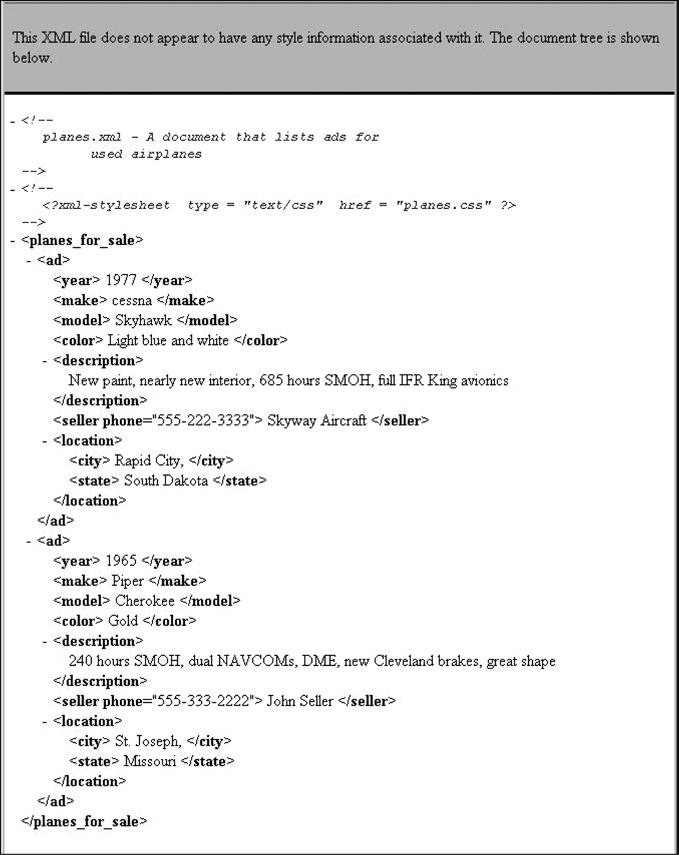 This XML file does not appear to have any style information associated with it. The document tree is shown
below.
- <!--
planes.xml - A document that lists ads for
used airplanes
-->
- <!--
<?xml-stylesheet type = "text/css" href = "planes.css" ?>
-->
- <planes_for_sale>
- <ad>
<year> 1977 </year>
<make> cessna </make>
<model> Skyhawk </model>
<color> Light blue and white </color>
- <description>
New paint, nearly new interior, 685 hours SMOH, full IFR King avionics
</description>
<seller phone="555-222-3333"> Skyway Aircraft </seller>
- <location>
<city> Rapid City, </city>
<state> South Dakota </state>
</location>
</ad>
- <ad>
<year> 1965 </year>
<make> Piper </make>
<model> Cherokee </model>
<color> Gold </color>
- <description>
240 hours SMOH, dual NAVCOMs, DME, new Cleveland brakes, great shape
</description>
<seller phone="555-333-2222"> John Seller </seller>
- <location>
<city> St. Joseph, </city>
<state> Missouri </state>
</location>
</ad>
</planes_for_sale>